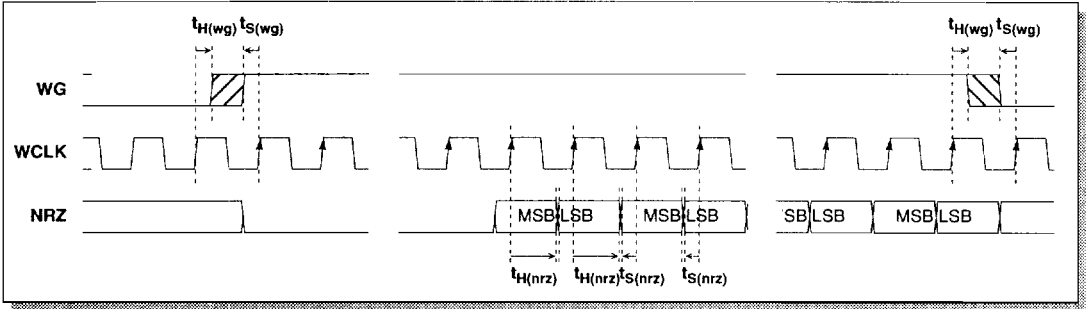 tH(wg) tS(wg) tH(wg) tS(wg)
WG
WCLK
NRZ MSB LSB MSB LSB SB LSB MSB LSB
tH(nrz) tH(nrz) tS(nrz) tS(nrz)